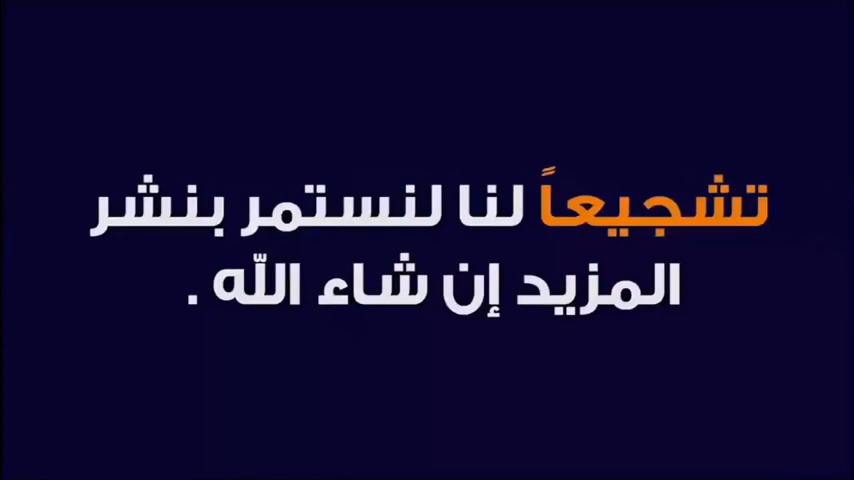 تشجيعاً لنا لنستمر بنشر
المزيد إن شاء الله .